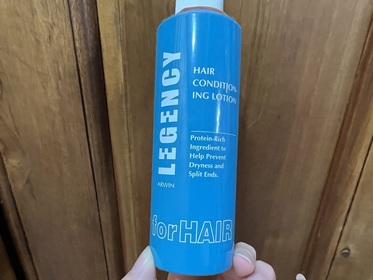 LEGENCY
ARWIN
HAIR
CONDITION-
ING LOTION
Protein-Rich
Ingredient to
Help Prevent
Dryness and
Split Ends.
forHAIR